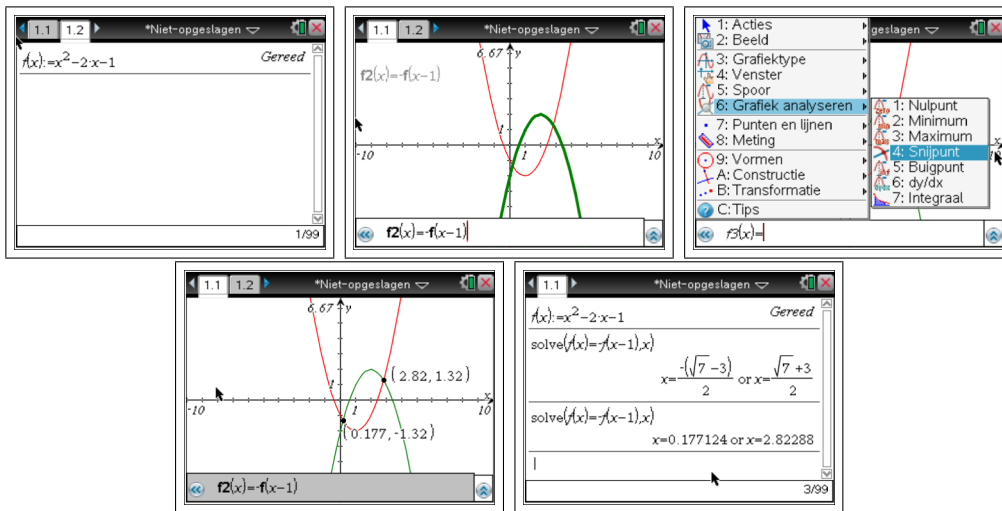 1.1 1.2 *Niet-opgeslagen
f(x):=x²−2·x−1 Gereed
1/99
1.1 1.2 *Niet-opgeslagen
6.67 y
f2(x)=-f(x−1)
1
x
-10 1 10
f2(x)=-f(x−1)
1: Acties
2: Beeld
3: Grafiektype
4: Venster
5: Spoor
6: Grafiek analyseren
7: Punten en lijnen
8: Meting
9: Vormen
A: Constructie
B: Transformatie
C: Tips
geslagen
1: Nulpunt
2: Minimum
3: Maximum
4: Snijpunt
5: Buigpunt
6: dy/dx
7: Integraal
x
f3(x)=
1.1 1.2 *Niet-opgeslagen
6.67 y
(2.82,1.32)
1
x
-10 1 10
(0.177,-1.32)
f2(x)=-f(x−1)
1.1 *Niet-opgeslagen
f(x):=x²−2·x−1 Gereed
solve(f(x)=-f(x−1),x)
x=-(√7−3)/2 or x=(√7+3)/2
solve(f(x)=-f(x−1),x)
x=0.177124 or x=2.82288
3/99